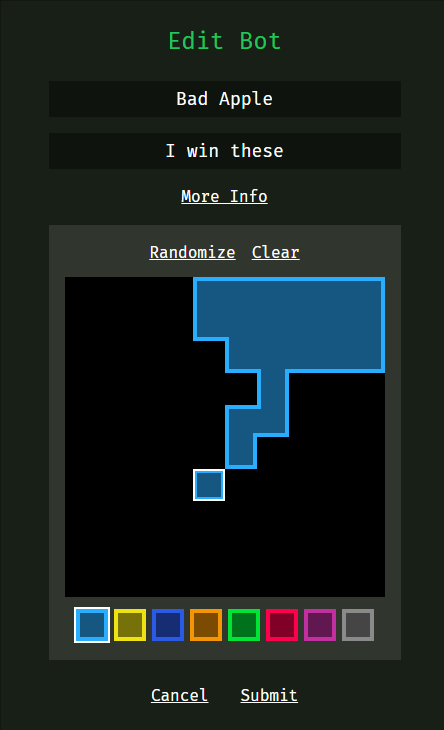 Edit Bot
Bad Apple
I win these
More Info
Randomize Clear
Cancel Submit